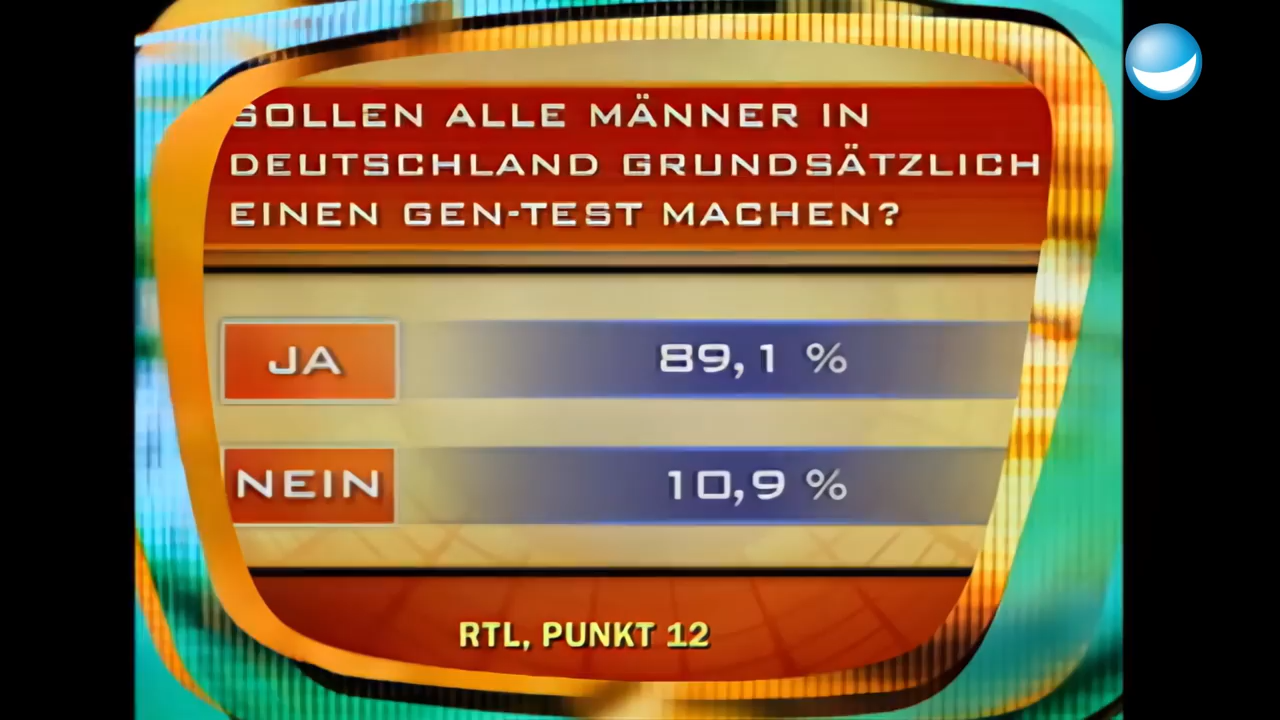 SOLLEN ALLE MÄNNER IN
DEUTSCHLAND GRUNDSÄTZLICH
EINEN GEN-TEST MACHEN?
JA 89,1 %
NEIN 10,9 %
RTL, PUNKT 12